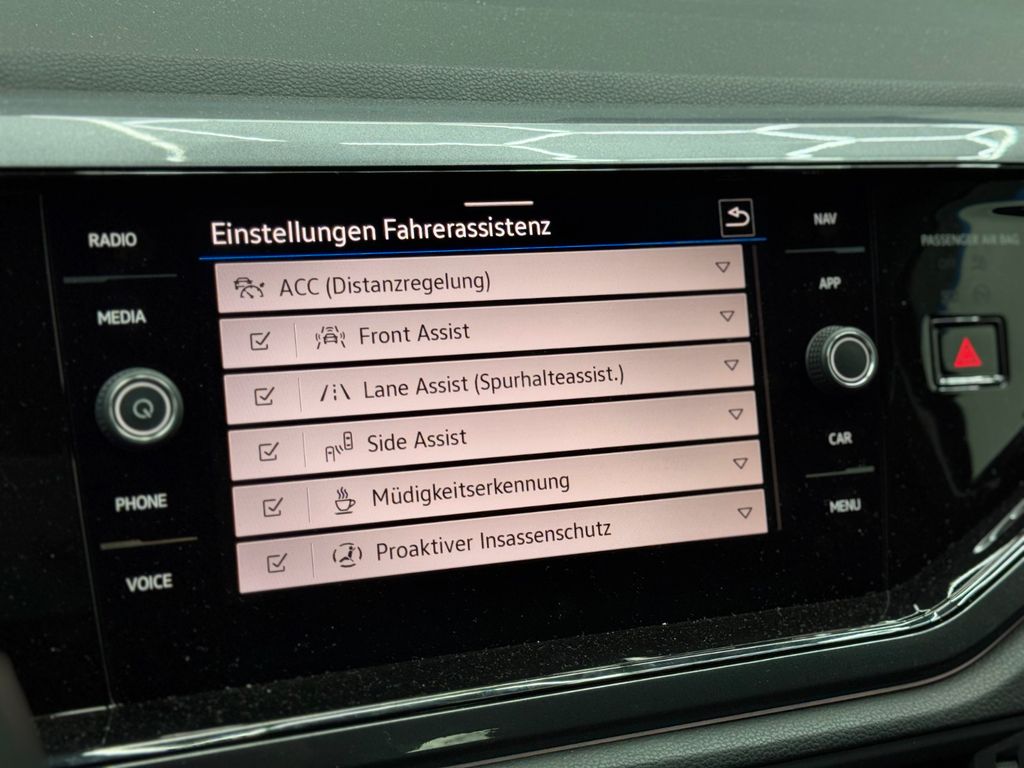 RADIO
MEDIA
PHONE
VOICE
Einstellungen Fahrerassistenz
ACC (Distanzregelung)
Front Assist
Lane Assist (Spurhalteassist.)
Side Assist
Müdigkeitserkennung
Proaktiver Insassenschutz
NAV
APP
CAR
MENU
PASSENGER AIR BAG